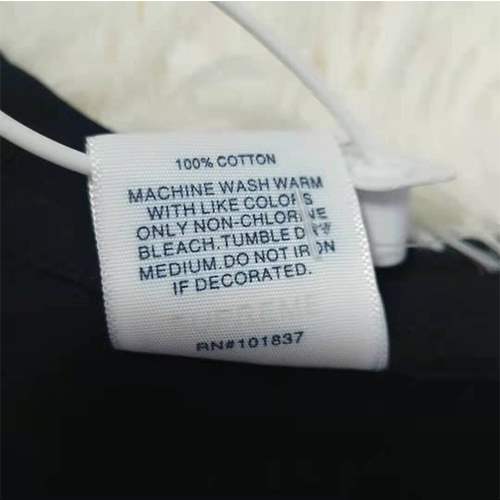 100% COTTON
MACHINE WASH WARM
WITH LIKE COLORS
ONLY NON-CHLORINE
BLEACH.TUMBLE DRY
MEDIUM.DO NOT IRON
IF DECORATED.
SUPREME
RN#101837